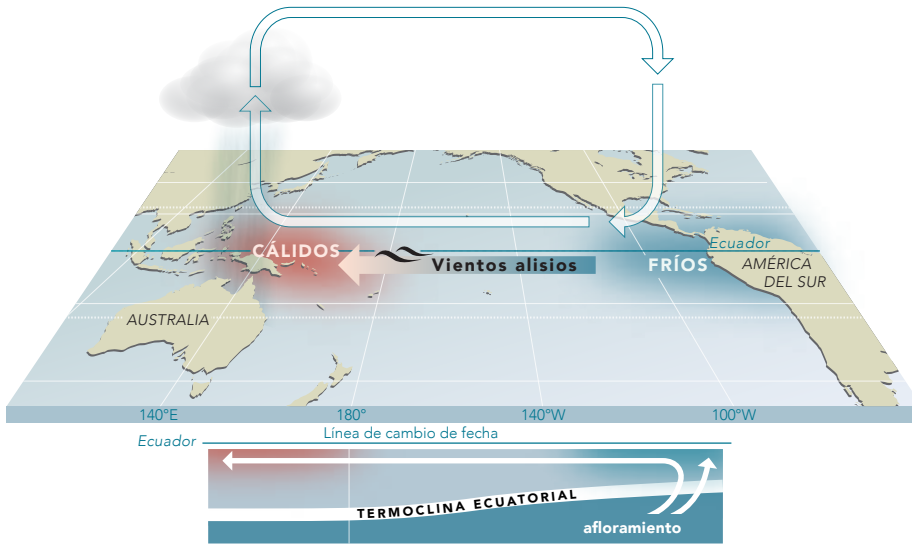 Ecuador
CÁLIDOS
Vientos alisios
FRÍOS
AMÉRICA
DEL SUR
AUSTRALIA
140°E 180° 140°W 100°W
Línea de cambio de fecha
Ecuador
TERMOCLINA ECUATORIAL
afloramiento